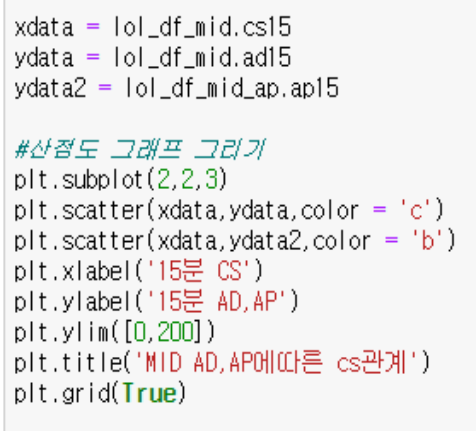 xdata = lol_df_mid.cs15
ydata = lol_df_mid.ad15
ydata2 = lol_df_mid_ap.ap15
#산점도 그래프 그리기
plt.subplot(2,2,3)
plt.scatter(xdata,ydata,color = 'c')
plt.scatter(xdata,ydata2,color = 'b')
plt.xlabel('15분 CS')
plt.ylabel('15분 AD,AP')
plt.ylim([0,200])
plt.title('MID AD,AP에따른 cs관계')
plt.grid(True)